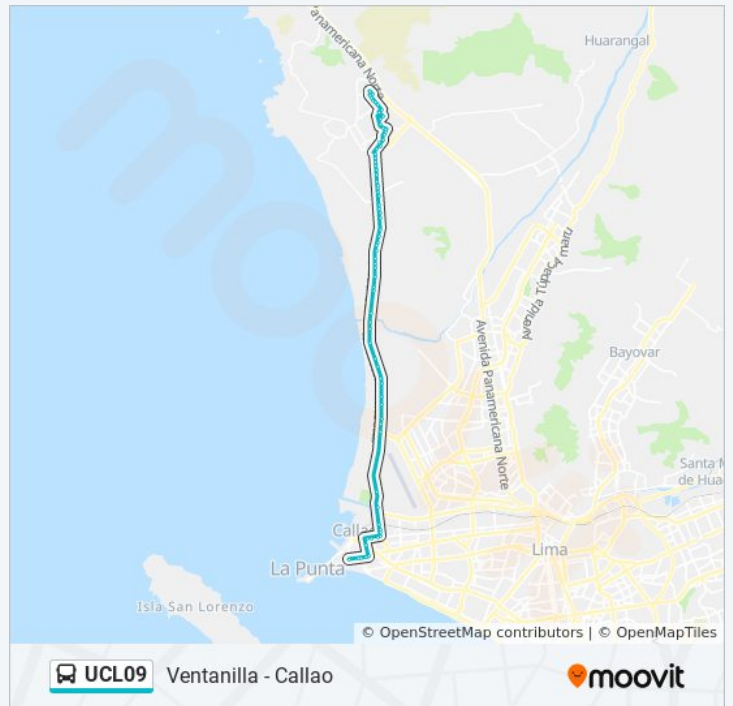 Panamericana Norte
Huarangal
Avenida Túpac Amaru
Avenida Panamericana Norte
Bayovar
Santa
de Hua
Callao
Lima
La Punta
Isla San Lorenzo
© OpenStreetMap contributors | © OpenMapTiles
UCL09 Ventanilla - Callao
moovit